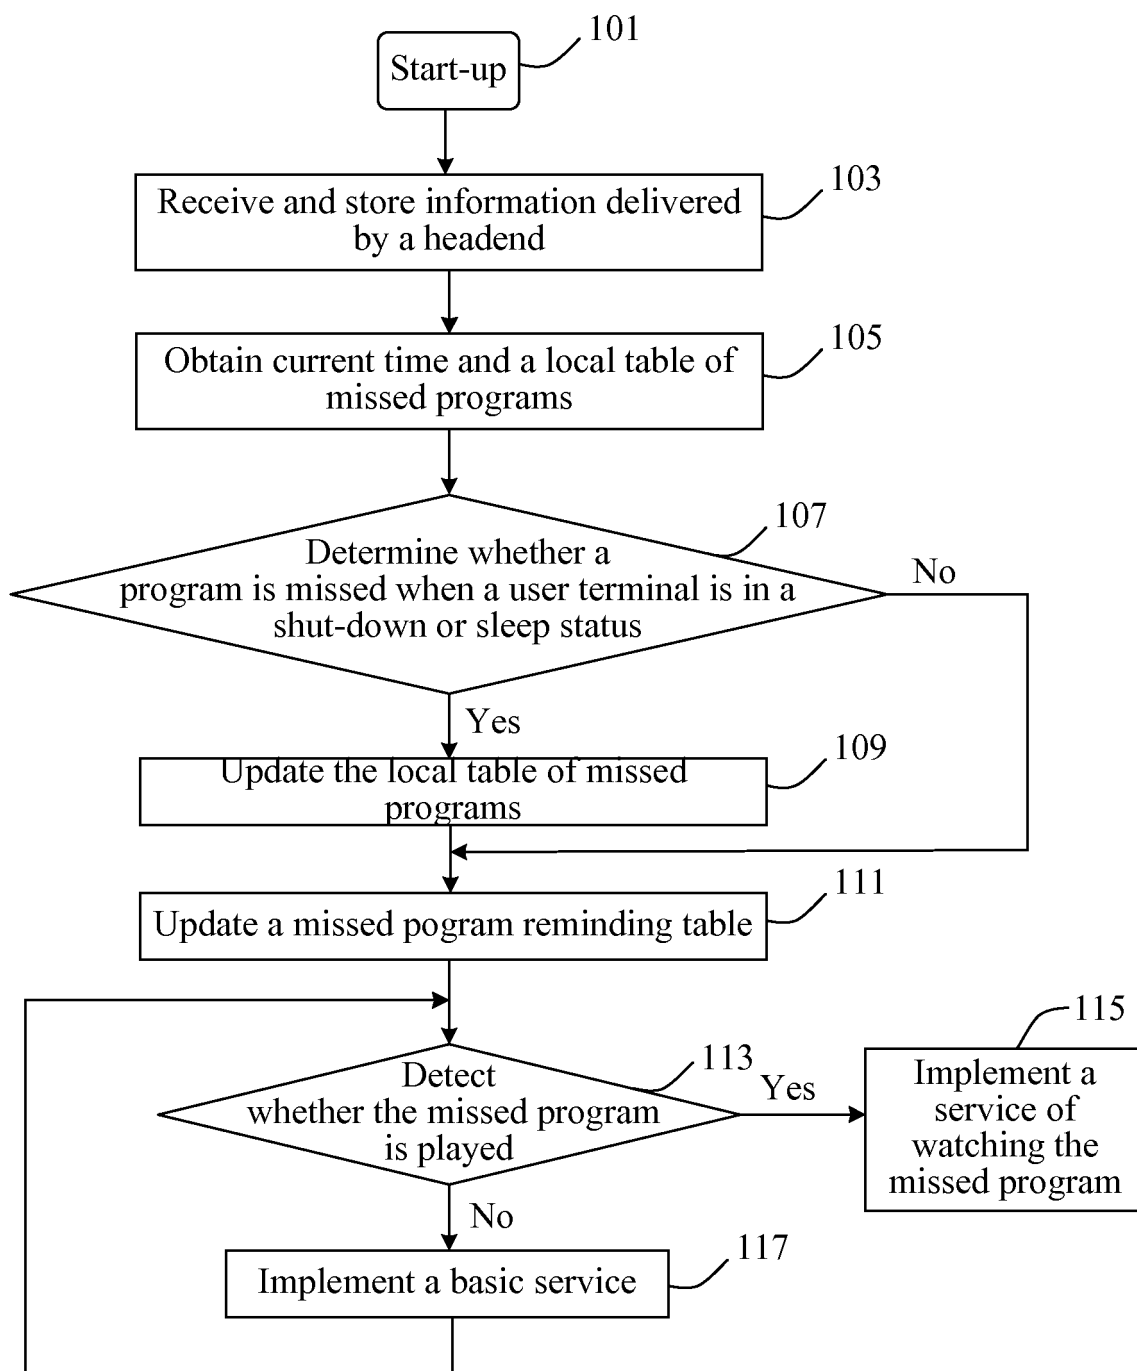 101
Start-up
103
Receive and store information delivered
by a headend
105
Obtain current time and a local table of
missed programs
107
Determine whether a
program is missed when a user terminal is in a
shut-down or sleep status
No
Yes
109
Update the local table of missed
programs
111
Update a missed pogram reminding table
113
Detect
whether the missed program
is played
Yes
115
Implement a
service of
watching the
missed program
No
117
Implement a basic service